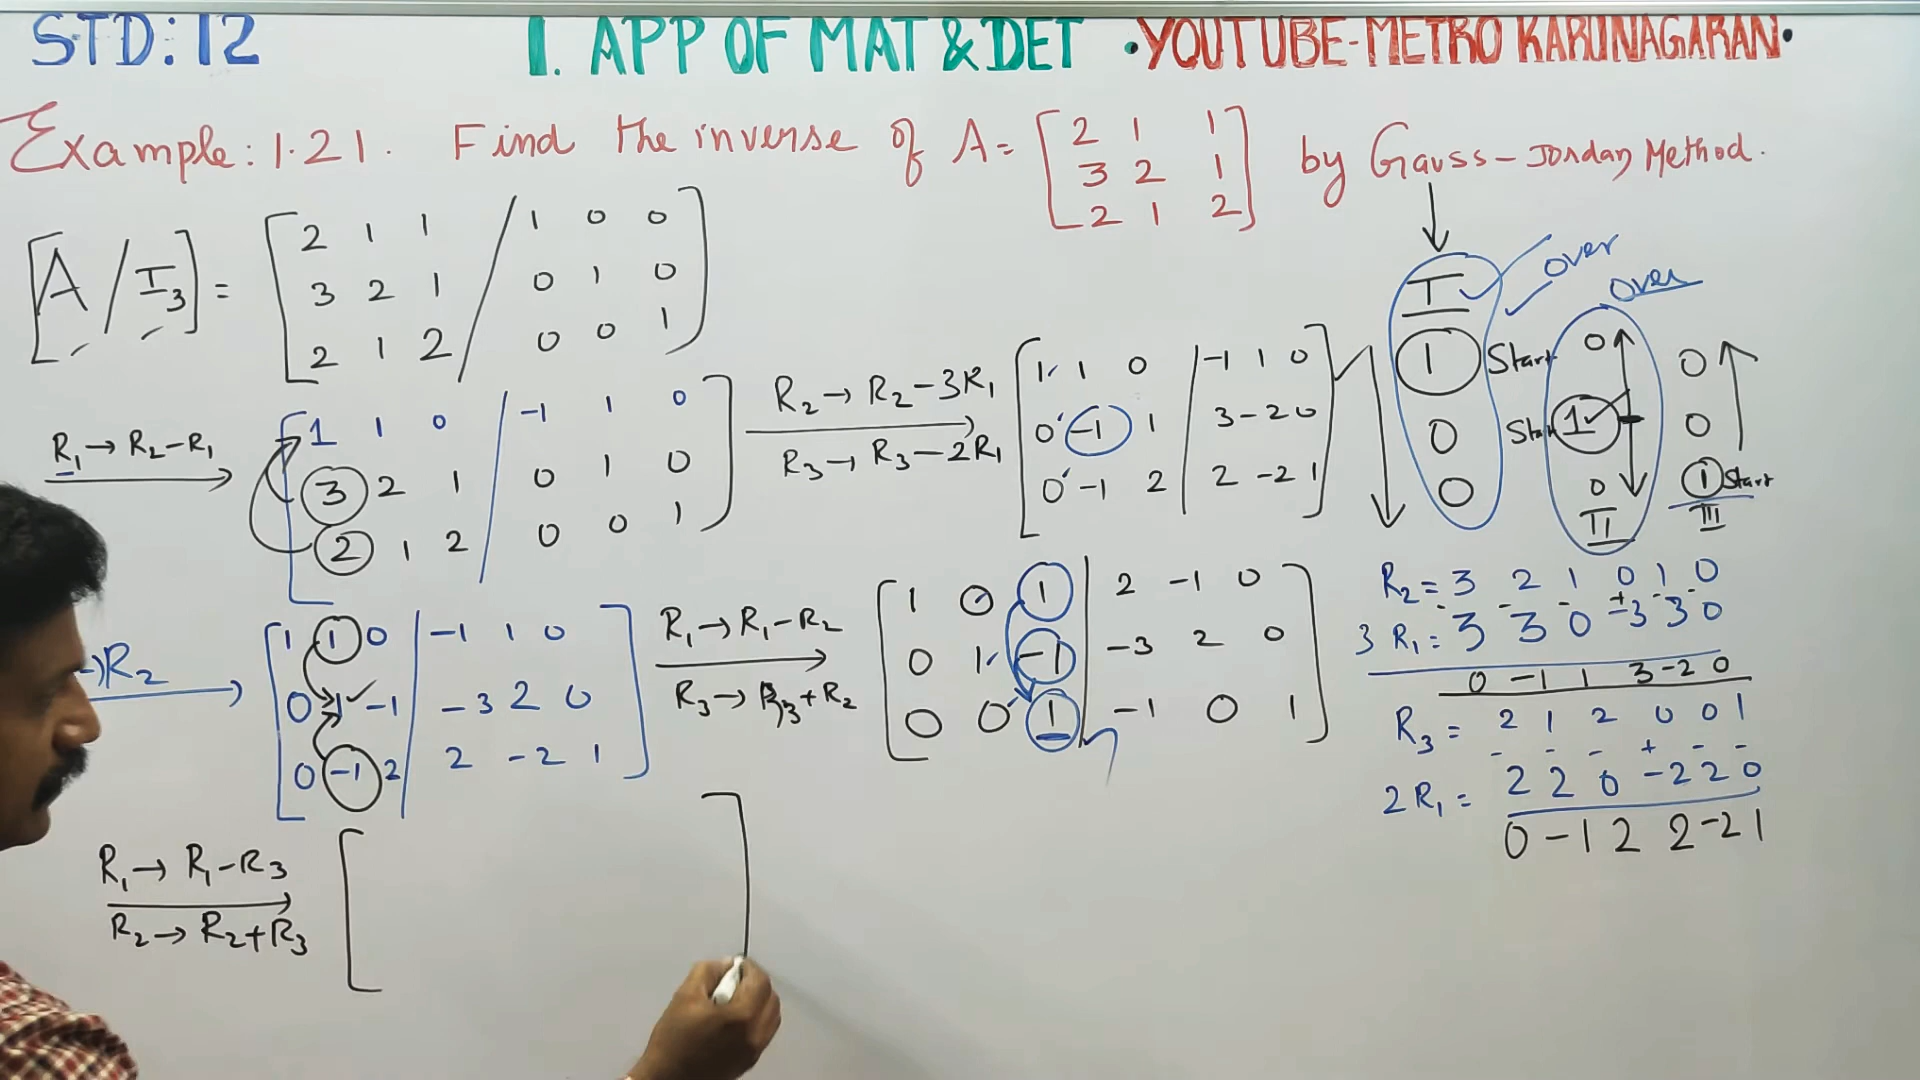 STD: 12 1. APP OF MAT & DET • YOUTUBE-METRO KARUNAGARAN •
Example: 1.21. Find the inverse of A = [2 1 1
3 2 1
2 1 2] by Gauss-Jordan Method.
[A / I₃] = [2 1 1 / 1 0 0
3 2 1 / 0 1 0
2 1 2 / 0 0 1]
R₁ → R₂ - R₁
[1 1 0 / -1 1 0
3 2 1 / 0 1 0
2 1 2 / 0 0 1]
R₂ → R₂ - 3R₁
R₃ → R₃ - 2R₁
[1 1 0 | -1 1 0
0 -1 1 | 3 -2 0
0 -1 2 | 2 -2 1]
-)R₂
[1 1 0 | -1 1 0
0 1 -1 | -3 2 0
0 -1 2 | 2 -2 1]
R₁ → R₁ - R₂
R₃ → R₃ + R₂
[1 0 1 | 2 -1 0
0 1 -1 | -3 2 0
0 0 1 | -1 0 1]
R₁ → R₁ - R₃
R₂ → R₂ + R₃
I over
1 Start
0
0
over
0
Start 1
0
II
0
0
1 Start
III
R₂ = 3 2 1 0 1 0
- - - + - -
3 R₁ = 3 3 0 -3 3 0
0 -1 1 3 -2 0
R₃ = 2 1 2 0 0 1
- - - + - -
2 R₁ = 2 2 0 -2 2 0
0 -1 2 2 -2 1